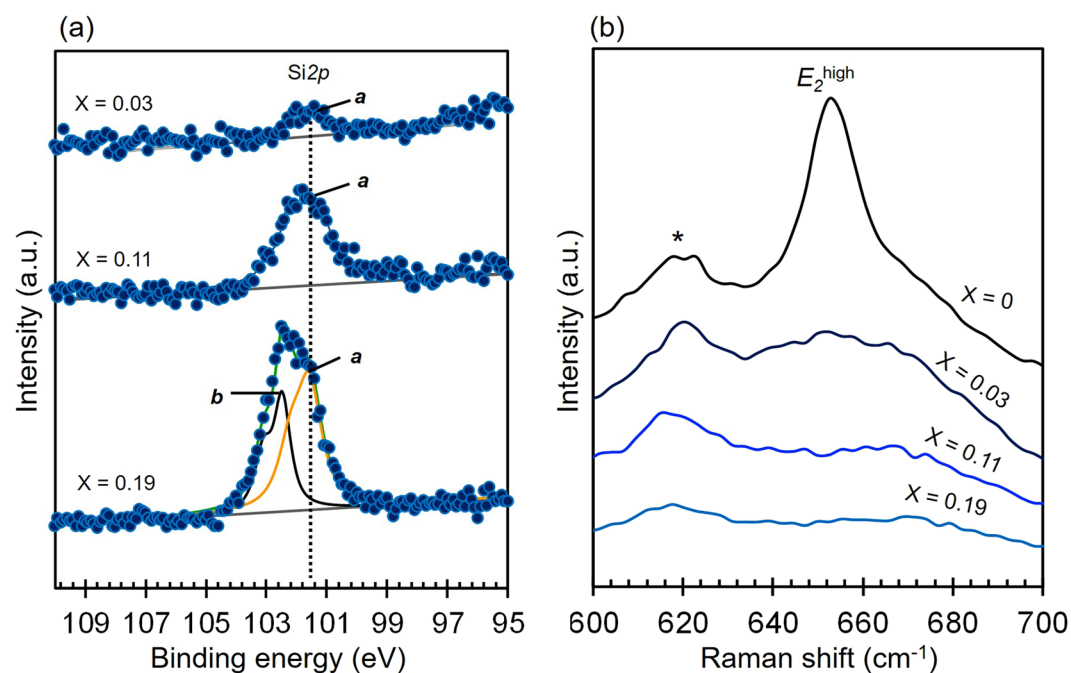 (a)
Si2p
X = 0.03
a
a
X = 0.11
a
b
X = 0.19
Intensity (a.u.)
109 107 105 103 101 99 97 95
Binding energy (eV)
(b)
E₂ʰⁱᵍʰ
*
X = 0
X = 0.03
X = 0.11
X = 0.19
Intensity (a.u.)
600 620 640 660 680 700
Raman shift (cm⁻¹)